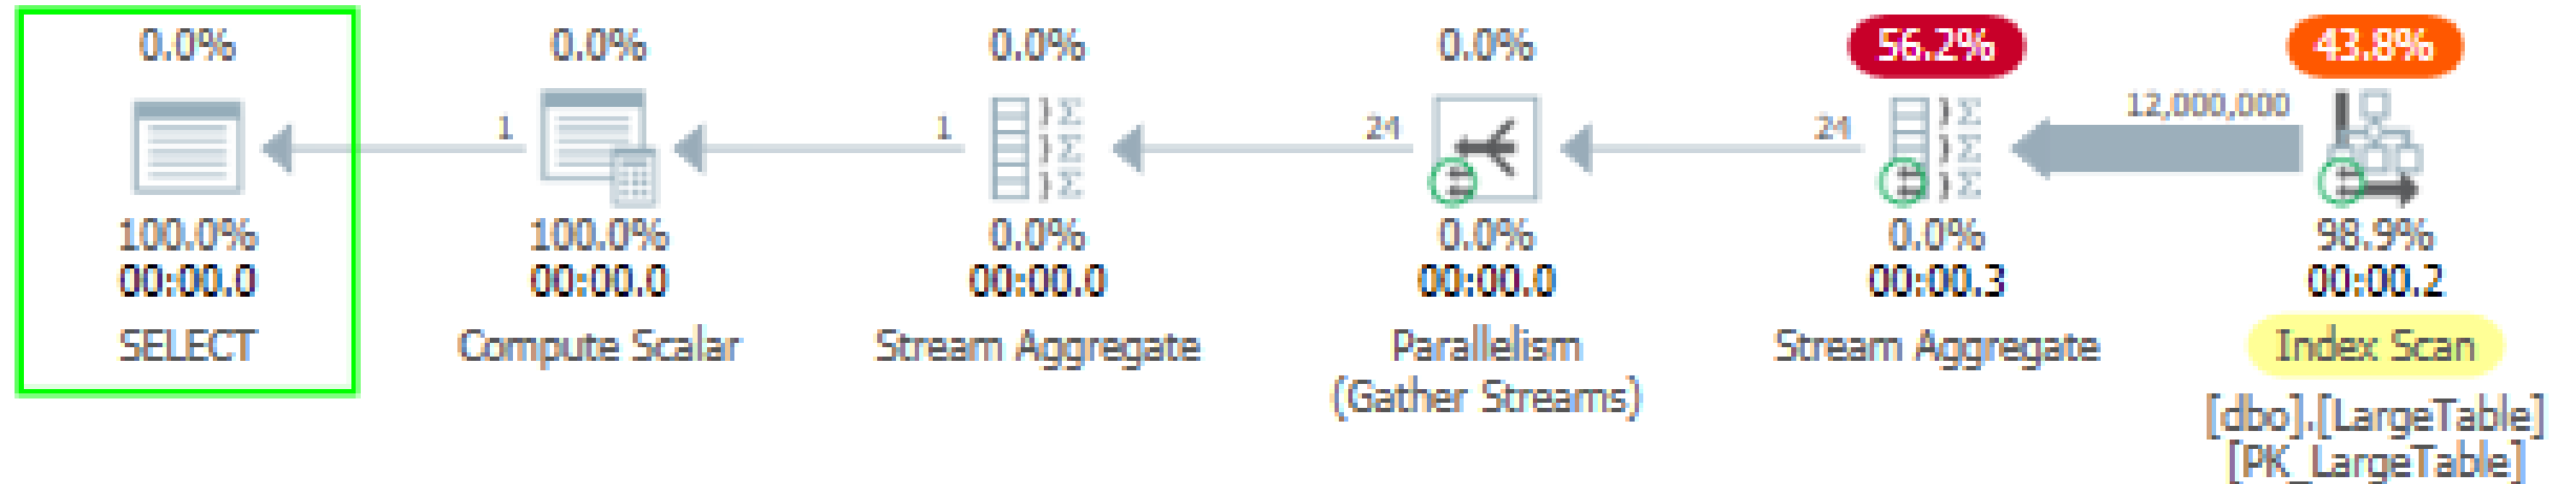 0.0% 0.0% 0.0% 0.0% 56.2% 43.8%
1 1 24 24 12,000,000
100.0% 100.0% 0.0% 0.0% 0.0% 98.9%
00:00.0 00:00.0 00:00.0 00:00.0 00:00.3 00:00.2
SELECT Compute Scalar Stream Aggregate Parallelism Stream Aggregate Index Scan
(Gather Streams) [dbo].[LargeTable]
[PK_LargeTable]